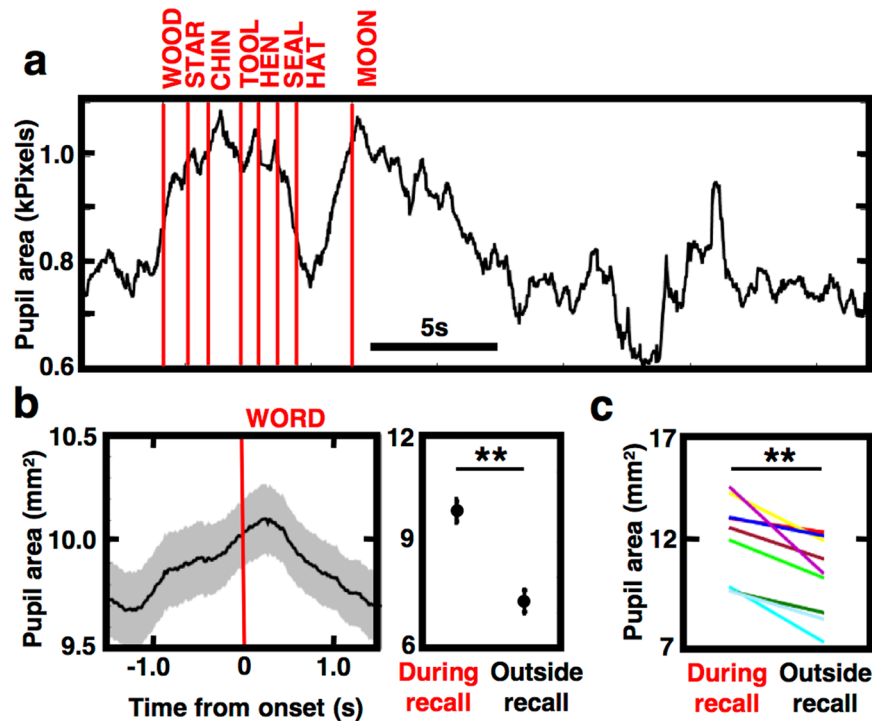 a
WOOD
STAR
CHIN
TOOL
HEN
SEAL
HAT
MOON
Pupil area (kPixels)
1.0
0.8
0.6
5s
b
WORD
Pupil area (mm²)
10.5
10.0
9.5
-1.0
0
1.0
Time from onset (s)
12
9
6
**
During
recall
Outside
recall
c
Pupil area (mm²)
17
12
7
**
During
recall
Outside
recall